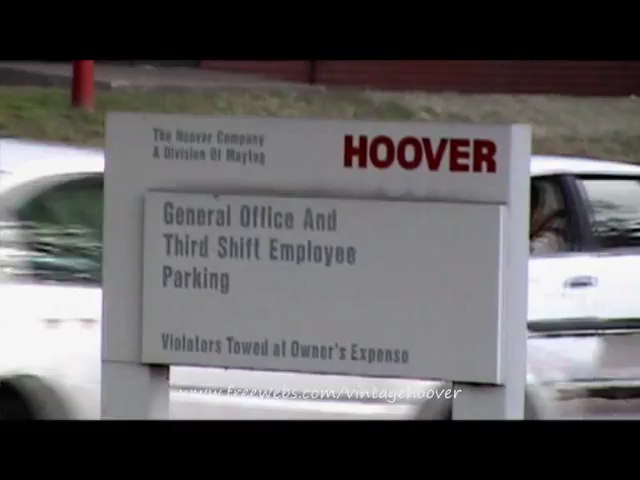 The Hoover Company
A Division Of Maytag
HOOVER
General Office And
Third Shift Employee
Parking
Violators Towed at Owner's Expense
www.freewebs.com/vintagehoover